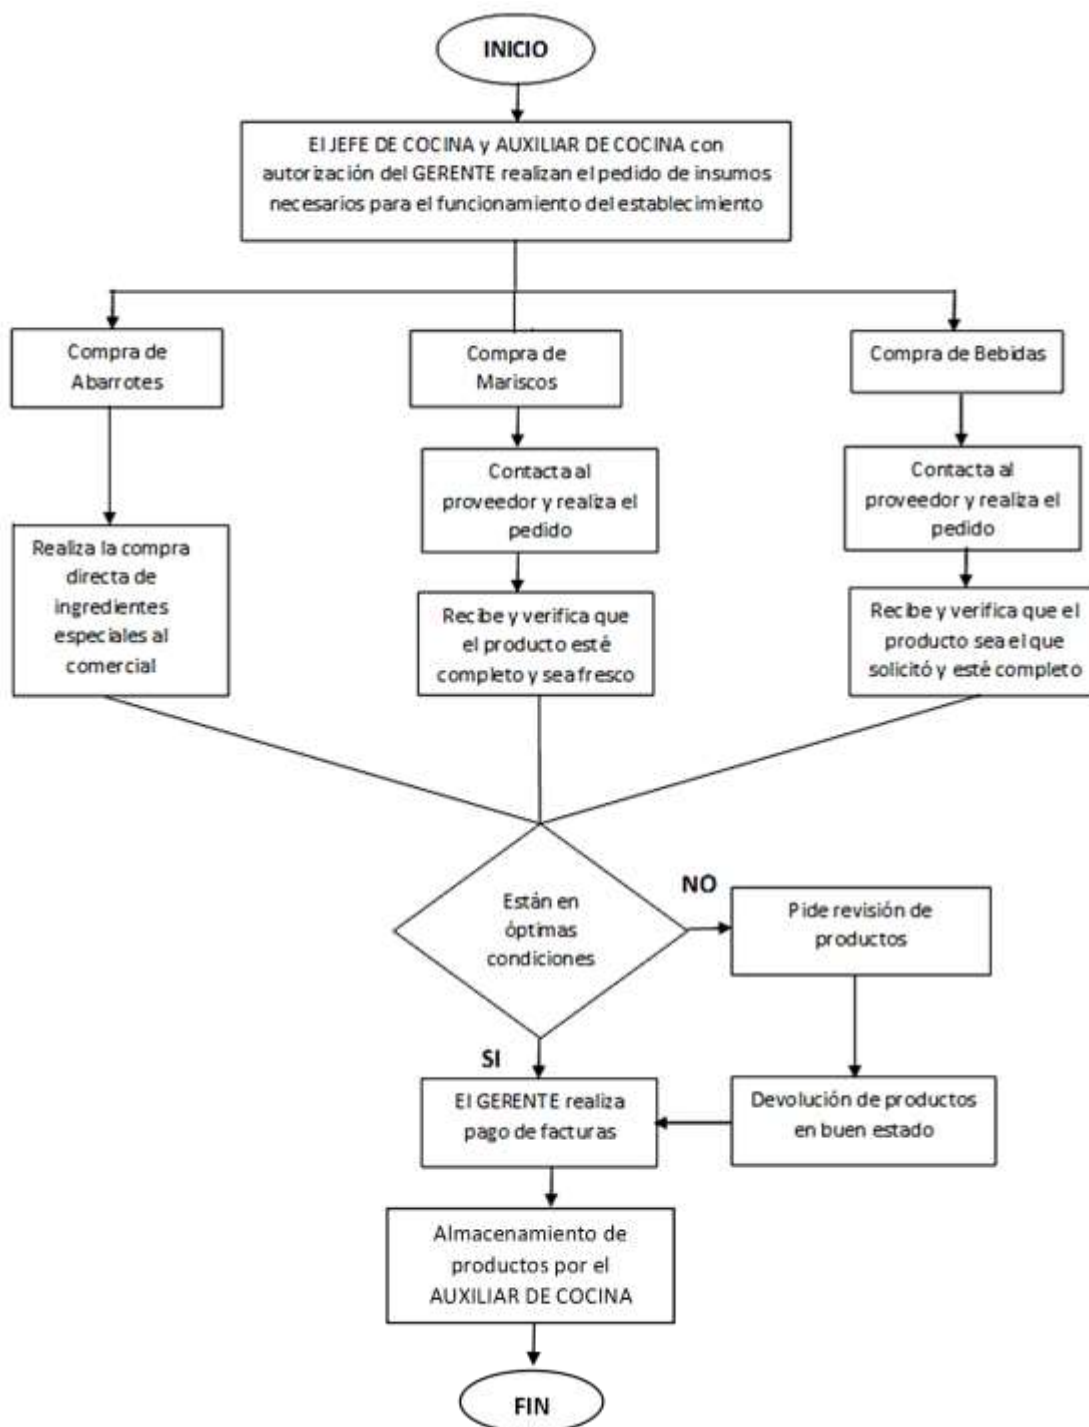 INICIO
El JEFE DE COCINA y AUXILIAR DE COCINA con
autorización del GERENTE realizan el pedido de insumos
necesarios para el funcionamiento del establecimiento
Compra de
Abarrotes
Compra de
Mariscos
Compra de Bebidas
Contacta al
proveedor y realiza el
pedido
Contacta al
proveedor y realiza el
pedido
Realiza la compra
directa de
ingredientes
especiales al
comercial
Recibe y verifica que
el producto esté
completo y sea fresco
Recibe y verifica que el
producto sea el que
solicitó y esté completo
Están en
óptimas
condiciones
NO
Pide revisión de
productos
SI
El GERENTE realiza
pago de facturas
Devolución de productos
en buen estado
Almacenamiento de
productos por el
AUXILIAR DE COCINA
FIN